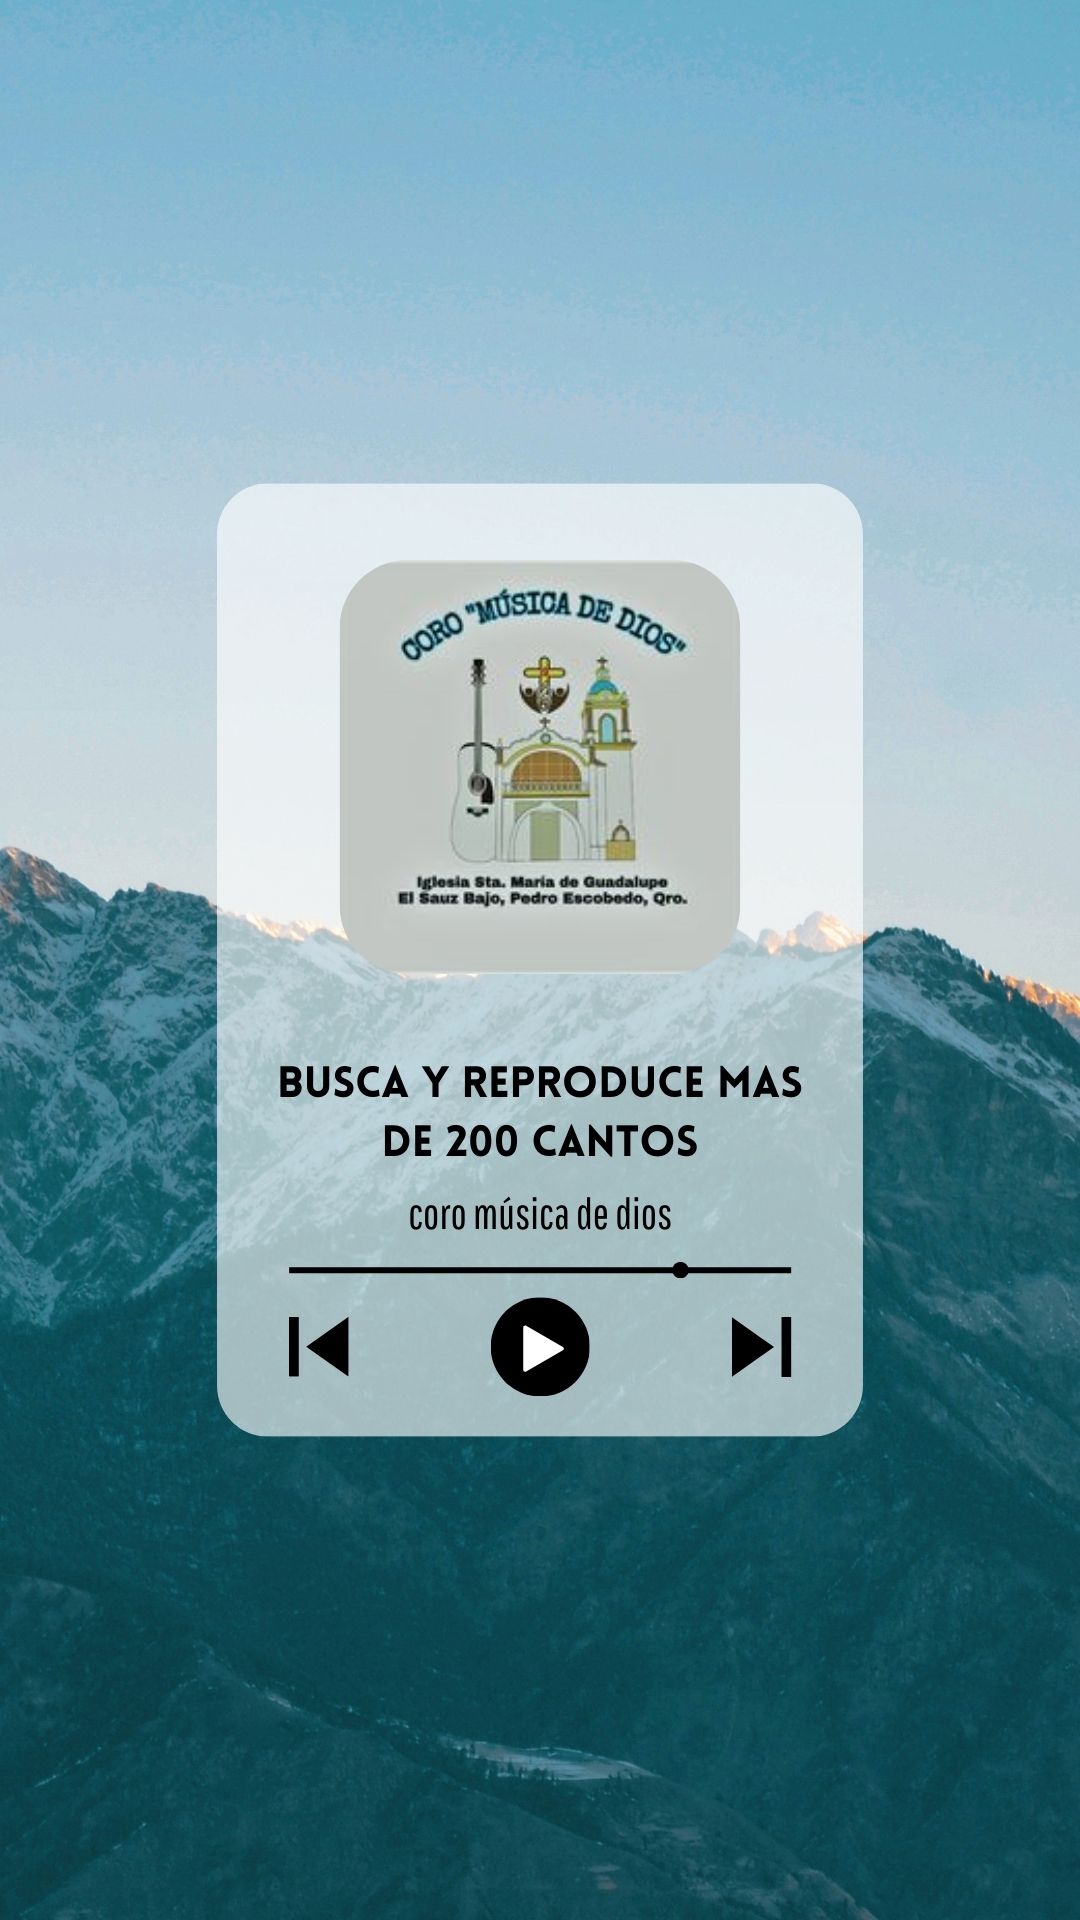 CORO "MÚSICA DE DIOS"
Iglesia Sta. María de Guadalupe
El Sauz Bajo, Pedro Escobedo, Qro.
BUSCA Y REPRODUCE MAS
DE 200 CANTOS
coro música de dios